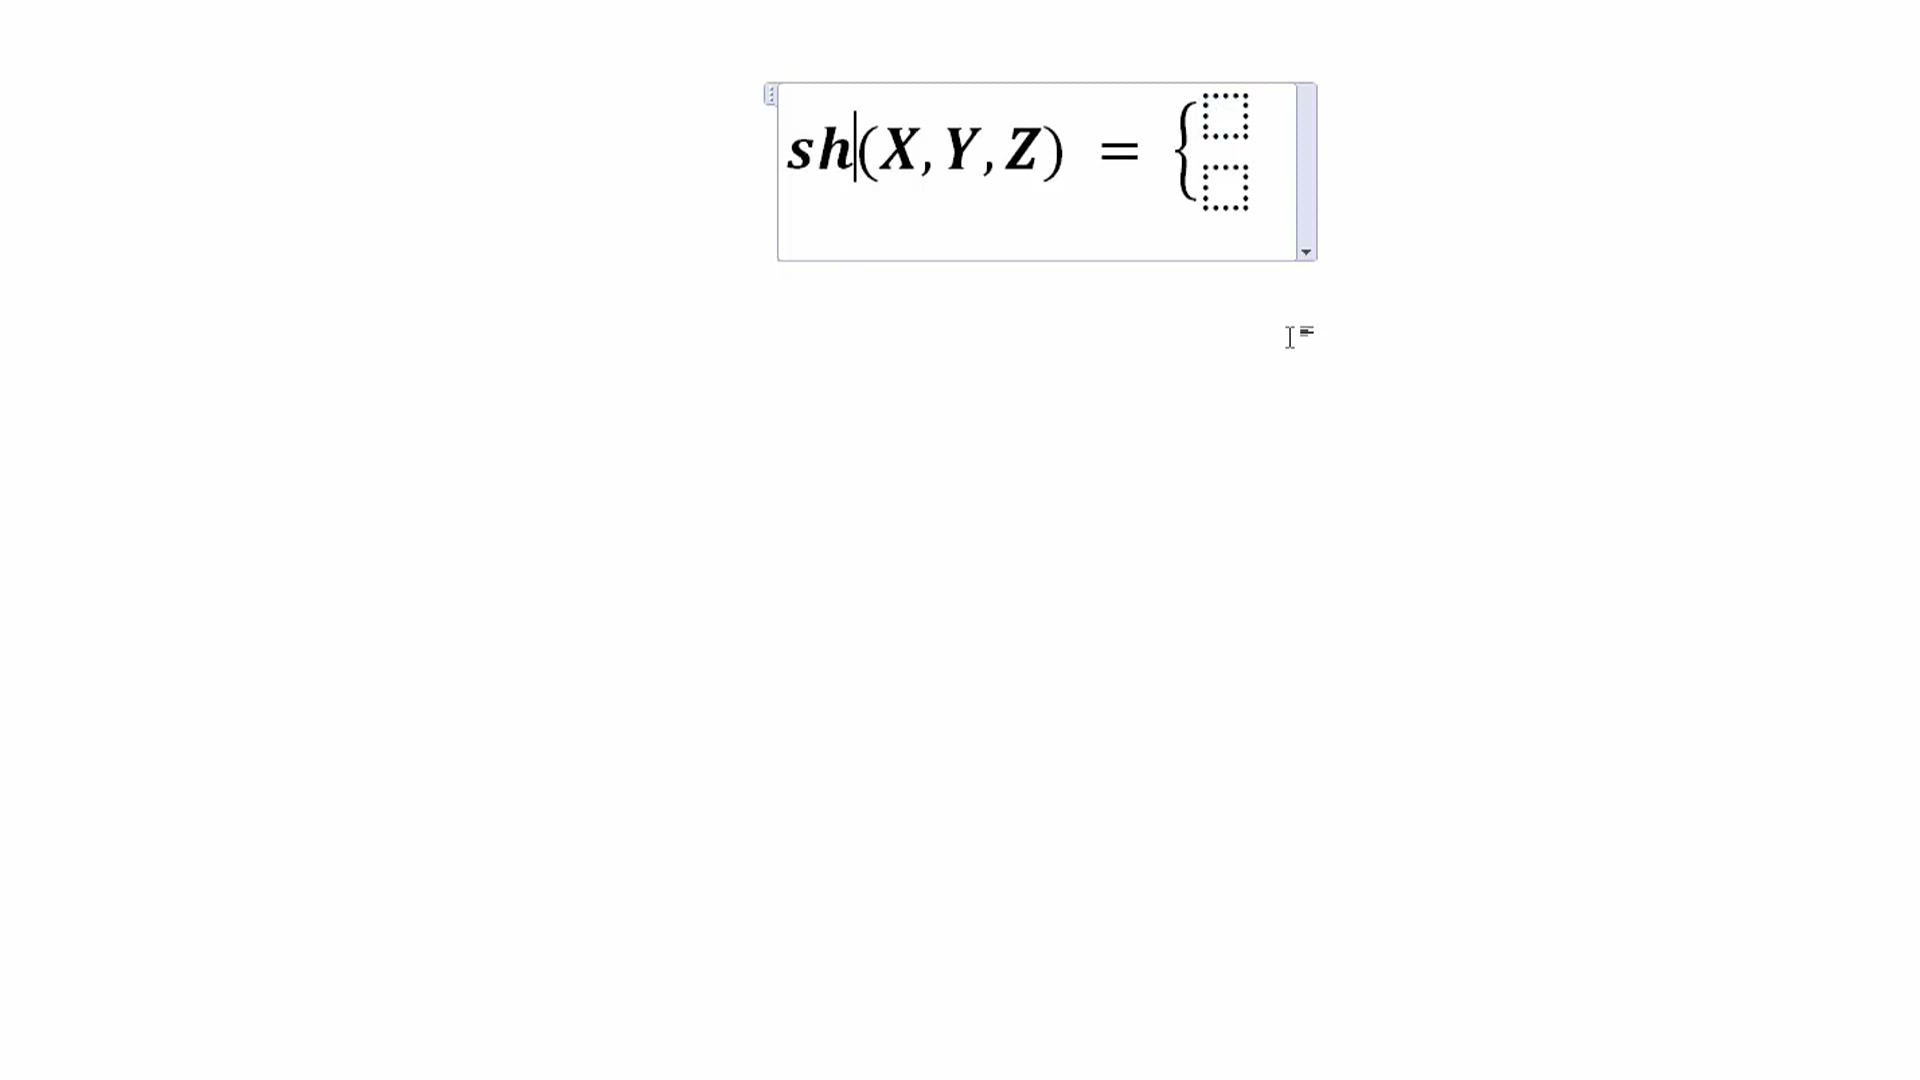 sh(X, Y, Z) = {